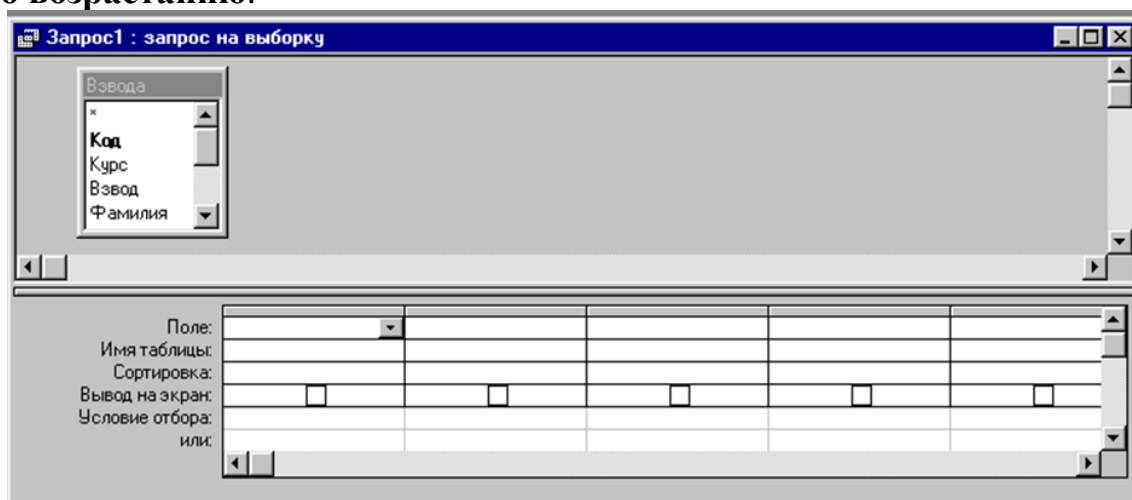 о возрастанию.
Запрос1 : запрос на выборку
Взвода
*
Код
Курс
Взвод
Фамилия
Поле:
Имя таблицы:
Сортировка:
Вывод на экран:
Условие отбора:
или: